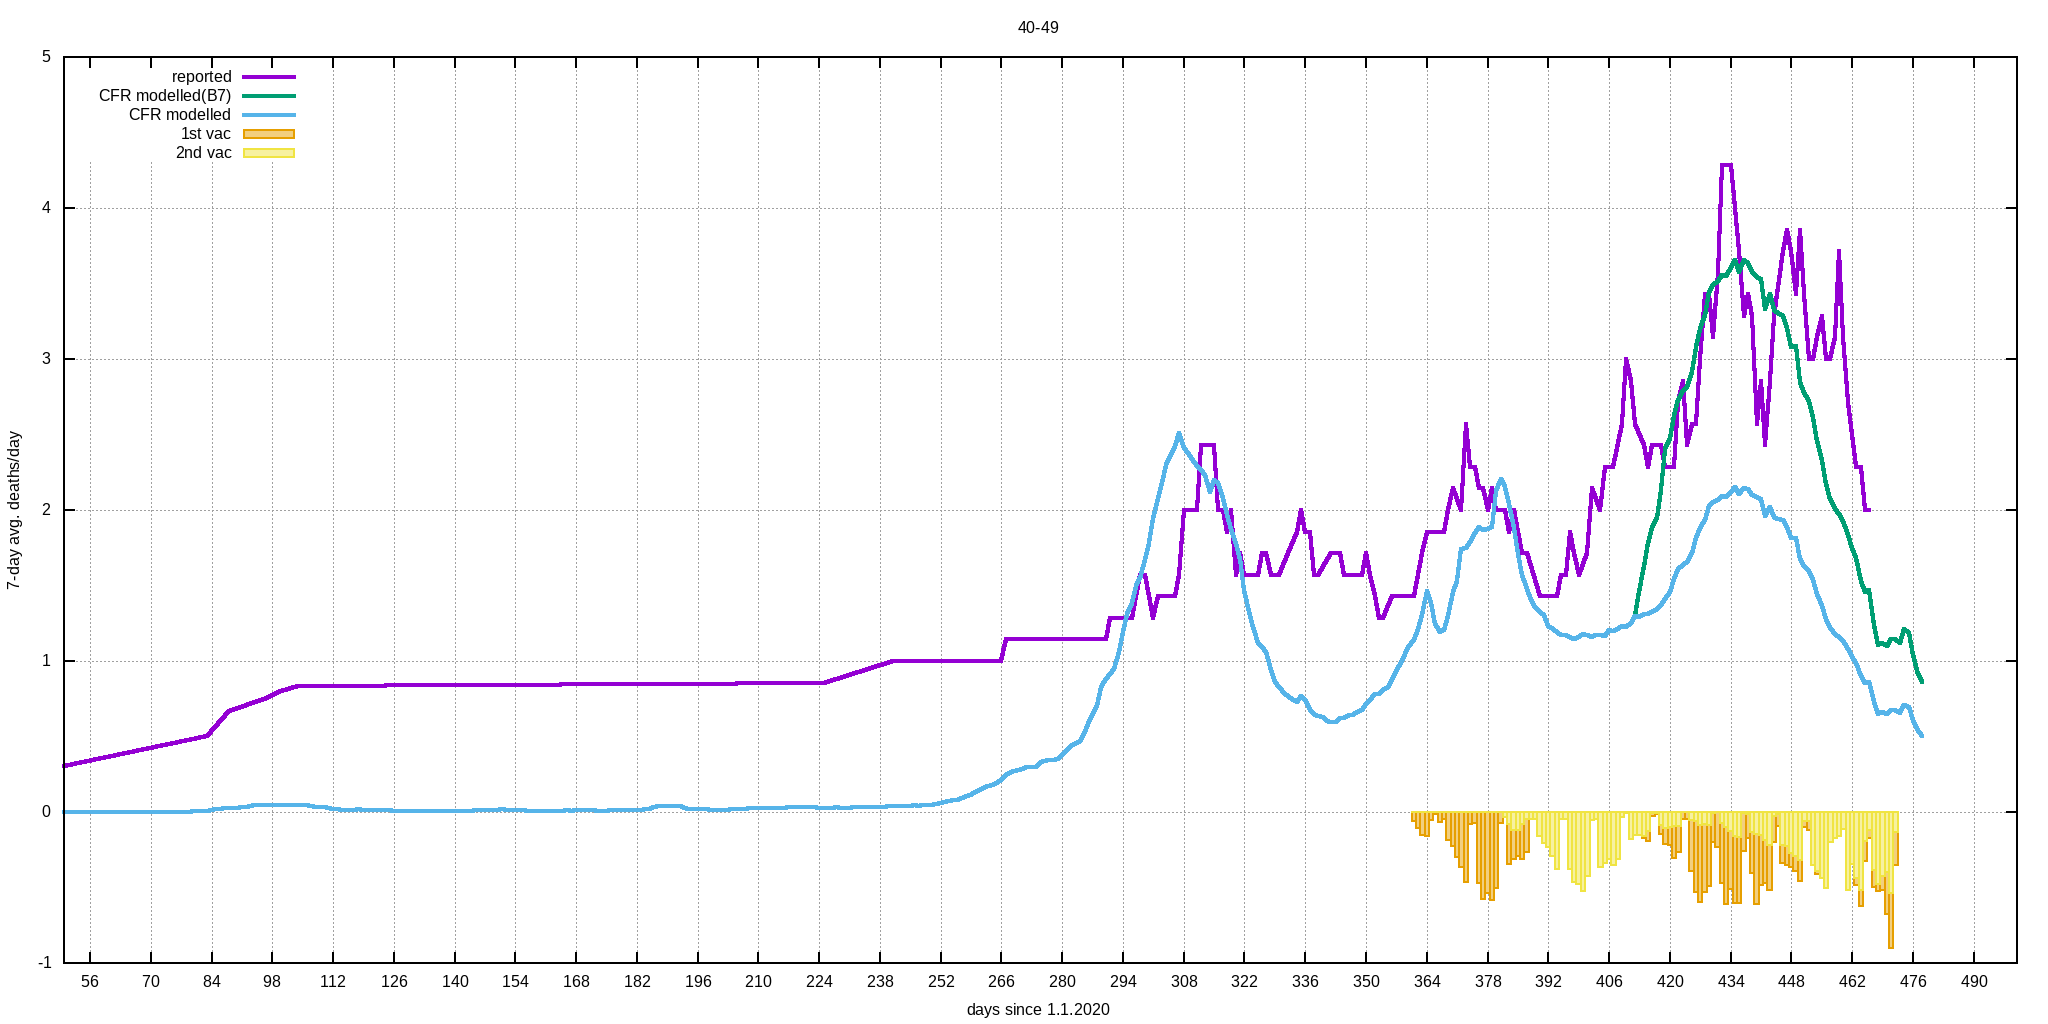 40-49
5
4
3
2
1
0
-1
7-day avg. deaths/day
reported
CFR modelled(B7)
CFR modelled
1st vac
2nd vac
56 70 84 98 112 126 140 154 168 182 196 210 224 238 252 266 280 294 308 322 336 350 364 378 392 406 420 434 448 462 476 490
days since 1.1.2020